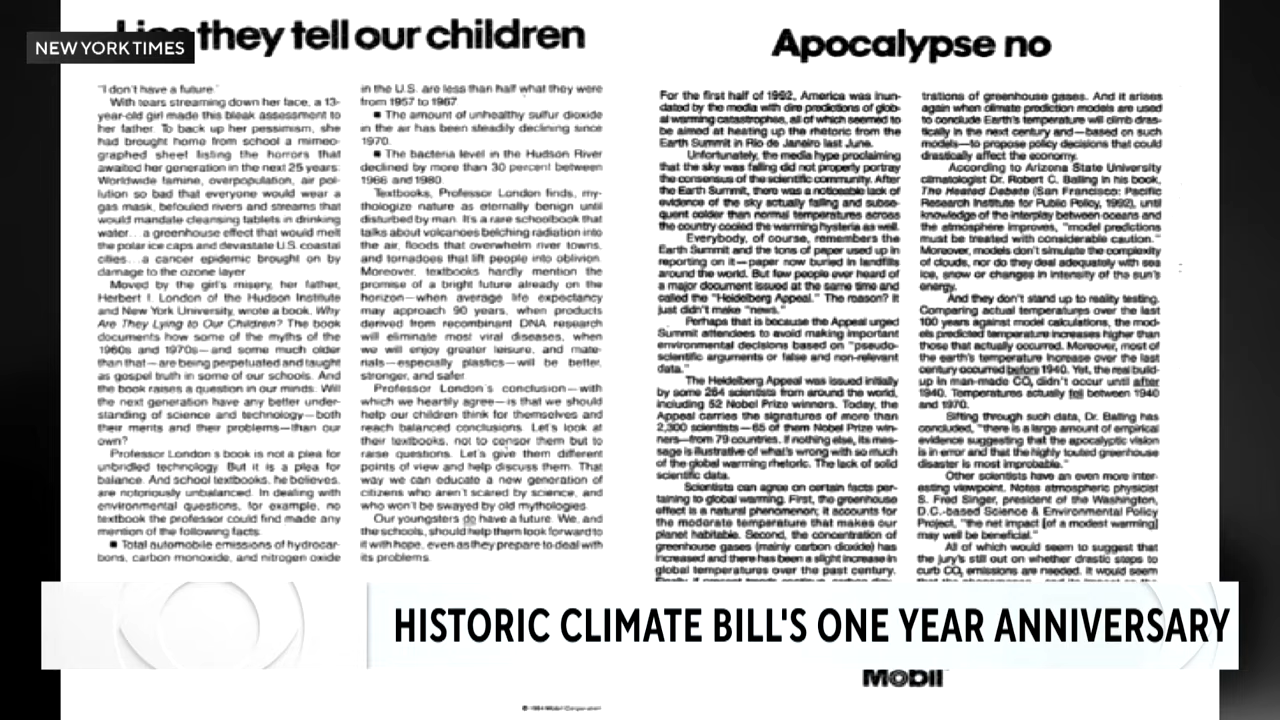 Lies they tell our children
NEW YORK TIMES
"I don't have a future."
With tears streaming down her face, a 13-
year-old girl made this bleak assessment to
her father. To back up her pessimism, she
had brought home from school a mimeo-
graphed sheet listing the horrors that
awaited her generation in the next 25 years:
Worldwide famine, overpopulation, air pol-
lution so bad that everyone would wear a
gas mask, befouled rivers and streams that
would mandate cleansing tablets in drinking
water... a greenhouse effect that would melt
the polar ice caps and devastate U.S. coastal
cities... a cancer epidemic brought on by
damage to the ozone layer.
Moved by the girl's misery, her father,
Herbert I. London of the Hudson Institute
and New York University, wrote a book, Why
Are They Lying to Our Children? The book
documents how some of the myths of the
1960s and 1970s—and some much older
than that—are being perpetuated and taught
as gospel truth in some of our schools. And
the book raises a question in our minds: Will
the next generation have any better under-
standing of science and technology—both
their merits and their problems—than our
own?
Professor London's book is not a plea for
unbridled technology. But it is a plea for
balance. And school textbooks, he believes,
are notoriously unbalanced. In dealing with
environmental questions, for example, no
textbook the professor could find made any
mention of the following facts:
■ Total automobile emissions of hydrocar-
bons, carbon monoxide, and nitrogen oxide
in the U.S. are less than half what they were
from 1957 to 1967.
■ The amount of unhealthy sulfur dioxide
in the air has been steadily declining since
1970.
■ The bacteria level in the Hudson River
declined by more than 30 percent between
1966 and 1980.
Textbooks, Professor London finds, my-
thologize nature as eternally benign until
disturbed by man. It's a rare schoolbook that
talks about volcanoes belching radiation into
the air, floods that overwhelm river towns,
and tornadoes that lift people into oblivion.
Moreover, textbooks hardly mention the
promise of a bright future already on the
horizon—when average life expectancy
may approach 90 years, when products
derived from recombinant DNA research
will eliminate most viral diseases, when
we will enjoy greater leisure, and mate-
rials—especially plastics—will be better,
stronger, and safer.
Professor London's conclusion—with
which we heartily agree—is that we should
help our children think for themselves and
reach balanced conclusions. Let's look at
their textbooks, not to censor them but to
raise questions. Let's give them different
points of view and help discuss them. That
way we can educate a new generation of
citizens who aren't scared by science, and
who won't be swayed by old mythologies.
Our youngsters do have a future. We, and
the schools, should help them look forward to
it with hope, even as they prepare to deal with
its problems.
© 1984 Mobil Corporation
Apocalypse no
For the first half of 1992, America was inun-
dated by the media with dire predictions of glob-
al warming catastrophes, all of which seemed to
be aimed at heating up the rhetoric from the
Earth Summit in Rio de Janeiro last June.
Unfortunately, the media hype proclaiming
that the sky was falling did not properly portray
the consensus of the scientific community. After
the Earth Summit, there was a noticeable lack of
evidence of the sky actually falling and subse-
quent colder than normal temperatures across
the country cooled the warming hysteria as well.
Everybody, of course, remembers the
Earth Summit and the tons of paper used up in
reporting on it—paper now buried in landfills
around the world. But few people ever heard of
a major document issued at the same time and
called the "Heidelberg Appeal." The reason? It
just didn't make "news."
Perhaps that is because the Appeal urged
Summit attendees to avoid making important
environmental decisions based on "pseudo-
scientific arguments or false and non-relevant
data."
The Heidelberg Appeal was issued initially
by some 264 scientists from around the world,
including 52 Nobel Prize winners. Today, the
Appeal carries the signatures of more than
2,300 scientists—65 of them Nobel Prize win-
ners—from 79 countries. If nothing else, its mes-
sage is illustrative of what's wrong with so much
of the global warming rhetoric. The lack of solid
scientific data.
Scientists can agree on certain facts per-
taining to global warming. First, the greenhouse
effect is a natural phenomenon; it accounts for
the moderate temperature that makes our
planet habitable. Second, the concentration of
greenhouse gases (mainly carbon dioxide) has
increased and there has been a slight increase in
global temperatures over the past century.
trations of greenhouse gases. And it arises
again when climate prediction models are used
to conclude Earth's temperature will climb dras-
tically in the next century and—based on such
models—to propose policy decisions that could
drastically affect the economy.
According to Arizona State University
climatologist Dr. Robert C. Balling in his book,
The Heated Debate (San Francisco: Pacific
Research Institute for Public Policy, 1992), until
knowledge of the interplay between oceans and
the atmosphere improves, "model predictions
must be treated with considerable caution."
Moreover, models don't simulate the complexity
of clouds, nor do they deal adequately with sea
ice, snow or changes in intensity of the sun's
energy.
And they don't stand up to reality testing.
Comparing actual temperatures over the last
100 years against model calculations, the mod-
els predicted temperature increases higher than
those that actually occurred. Moreover, most of
the earth's temperature increase over the last
century occurred before 1940. Yet, the real build-
up in man-made CO₂ didn't occur until after
1940. Temperatures actually fell between 1940
and 1970.
Sifting through such data, Dr. Balling has
concluded, "there is a large amount of empirical
evidence suggesting that the apocalyptic vision
is in error and that the highly touted greenhouse
disaster is most improbable."
Other scientists have an even more inter-
esting viewpoint. Notes atmospheric physicist
S. Fred Singer, president of the Washington,
D.C.-based Science & Environmental Policy
Project, "the net impact [of a modest warming]
may well be beneficial."
All of which would seem to suggest that
the jury's still out on whether drastic steps to
curb CO₂ emissions are needed. It would seem
HISTORIC CLIMATE BILL'S ONE YEAR ANNIVERSARY
Mobil